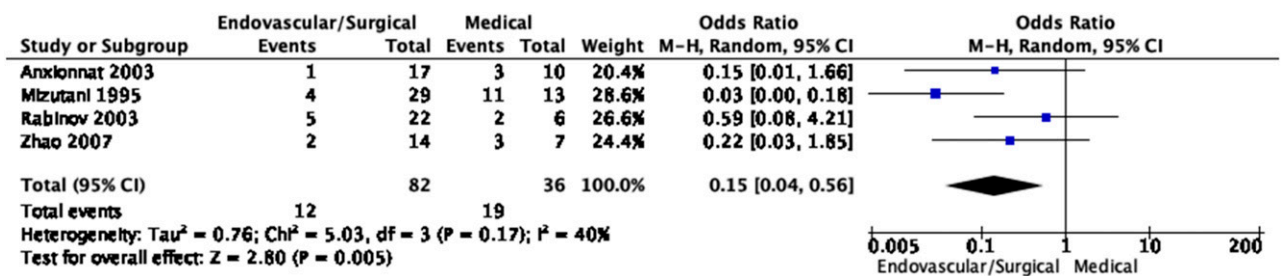 Endovascular/Surgical Medical Odds Ratio Odds Ratio
Study or Subgroup Events Total Events Total Weight M-H, Random, 95% CI M-H, Random, 95% CI
Anxionnat 2003 1 17 3 10 20.4% 0.15 [0.01, 1.66]
Mizutani 1995 4 29 11 13 28.6% 0.03 [0.00, 0.18]
Rabinov 2003 5 22 2 6 26.6% 0.59 [0.08, 4.21]
Zhao 2007 2 14 3 7 24.4% 0.22 [0.03, 1.85]
Total (95% CI) 82 36 100.0% 0.15 [0.04, 0.56]
Total events 12 19
Heterogeneity: Tau² = 0.76; Chi² = 5.03, df = 3 (P = 0.17); I² = 40%
Test for overall effect: Z = 2.80 (P = 0.005)
0.005 0.1 1 10 200
Endovascular/Surgical Medical